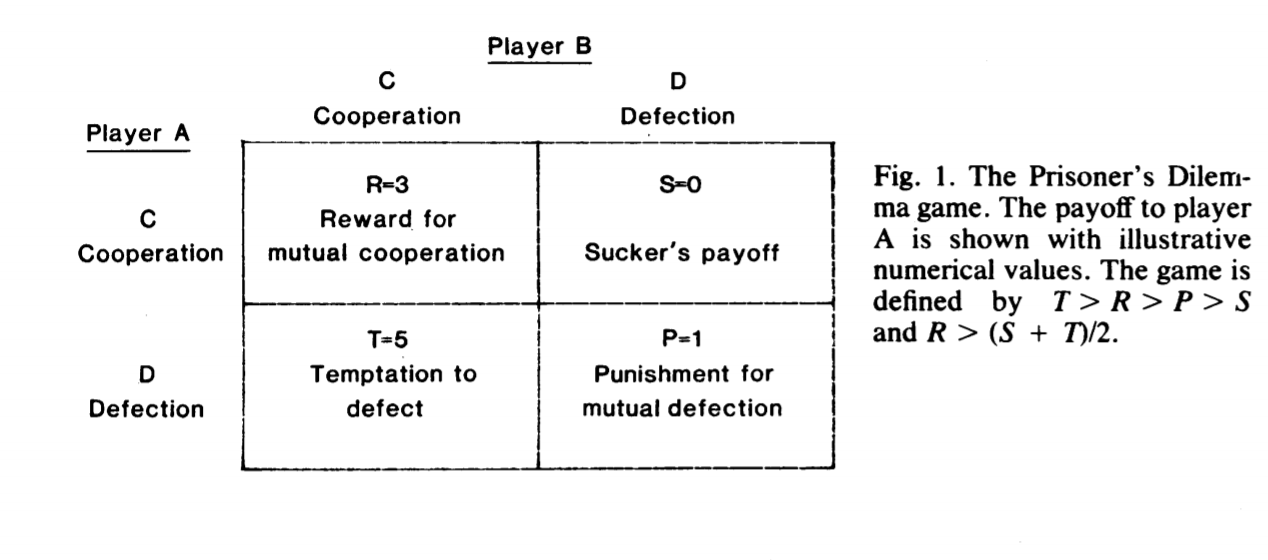 Player B
C
D
Cooperation
Defection
Player A
R=3
S=0
C
Reward for
Cooperation
mutual cooperation
Sucker's payoff
T=5
P=1
D
Temptation to
Punishment for
Defection
defect
mutual defection
Fig. 1. The Prisoner's Dilem-
ma game. The payoff to player
A is shown with illustrative
numerical values. The game is
defined by T > R > P > S
and R > (S + T)/2.